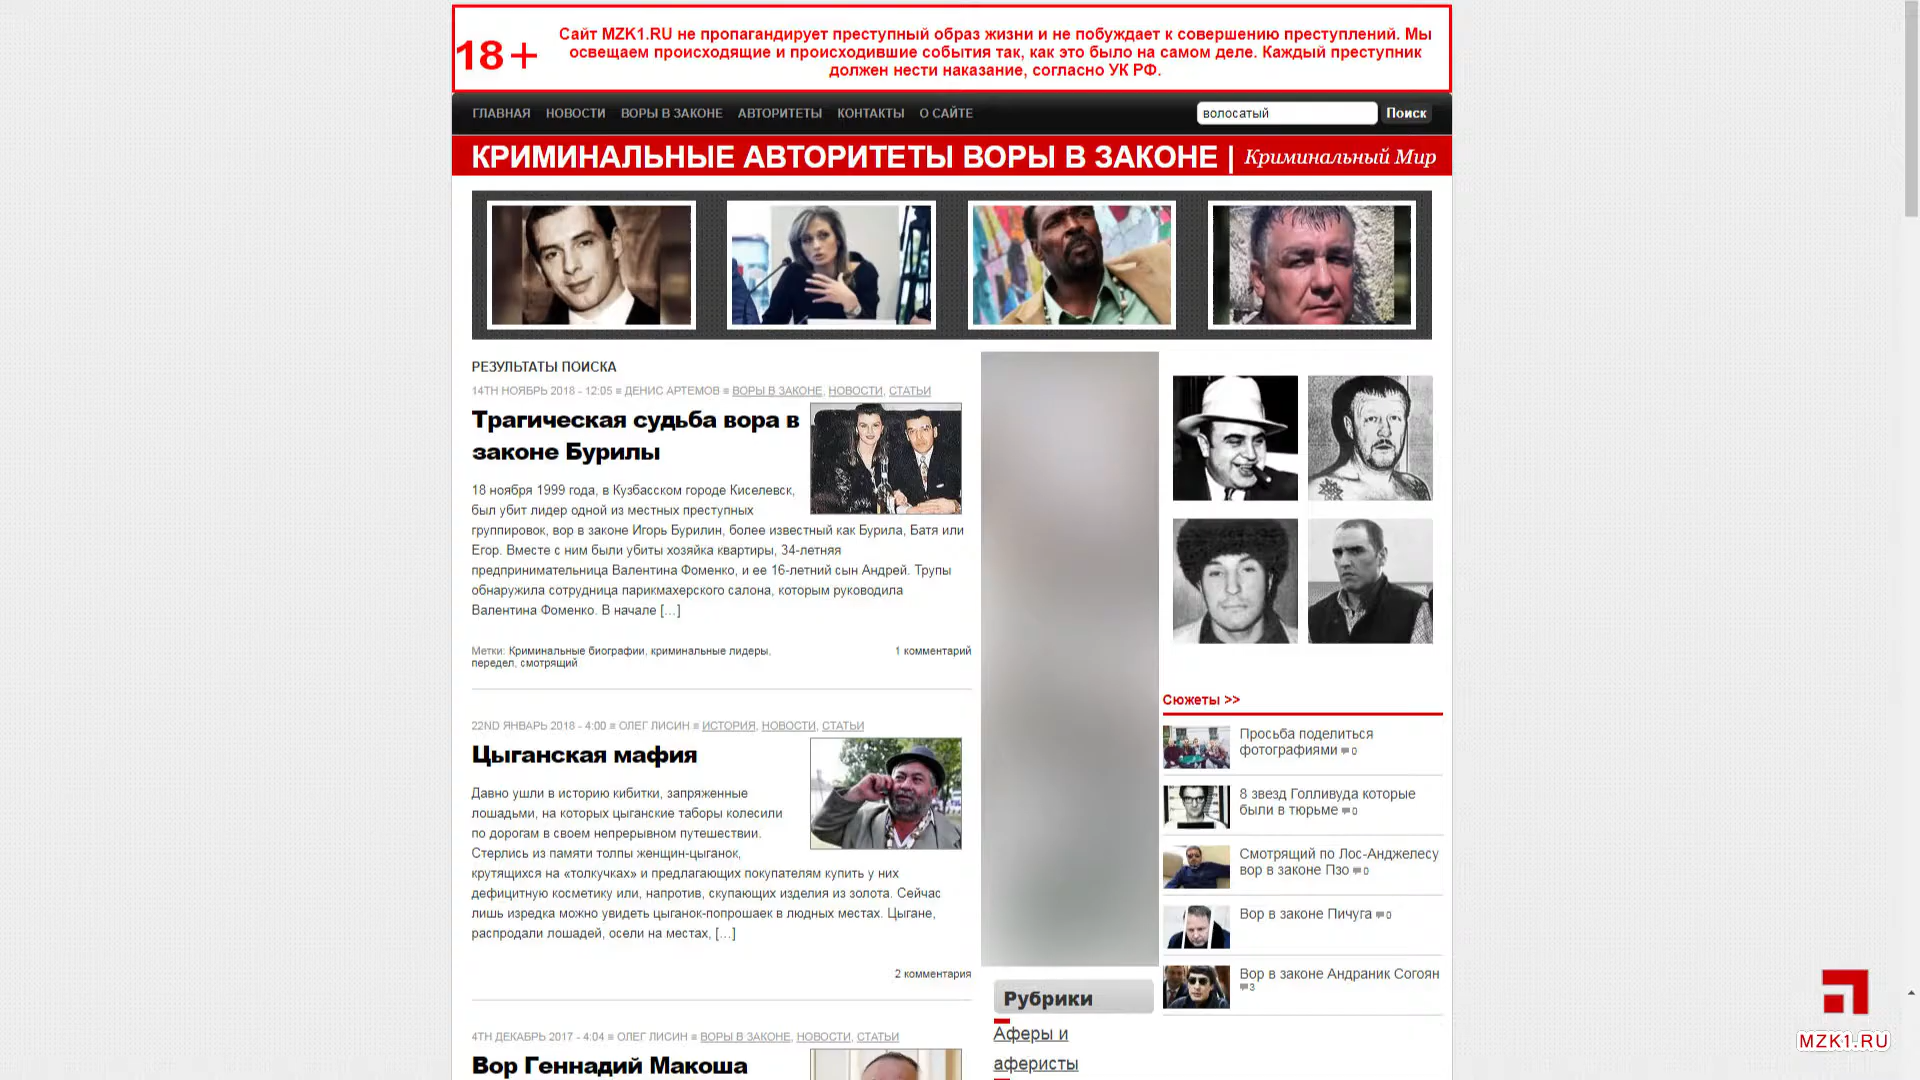 18+
Сайт MZK1.RU не пропагандирует преступный образ жизни и не побуждает к совершению преступлений. Мы
освещаем происходящие и происходившие события так, как это было на самом деле. Каждый преступник
должен нести наказание, согласно УК РФ.
ГЛАВНАЯ НОВОСТИ ВОРЫ В ЗАКОНЕ АВТОРИТЕТЫ КОНТАКТЫ О САЙТЕ
волосатый Поиск
КРИМИНАЛЬНЫЕ АВТОРИТЕТЫ ВОРЫ В ЗАКОНЕ | Криминальный Мир
РЕЗУЛЬТАТЫ ПОИСКА
14TH НОЯБРЬ 2018 - 12:05 ≡ ДЕНИС АРТЕМОВ ≡ ВОРЫ В ЗАКОНЕ, НОВОСТИ, СТАТЬИ
Трагическая судьба вора в
законе Бурилы
18 ноября 1999 года, в Кузбасском городе Киселевск,
был убит лидер одной из местных преступных
группировок, вор в законе Игорь Бурилин, более известный как Бурила, Батя или
Егор. Вместе с ним были убиты хозяйка квартиры, 34-летняя
предпринимательница Валентина Фоменко, и ее 16-летний сын Андрей. Трупы
обнаружила сотрудница парикмахерского салона, которым руководила
Валентина Фоменко. В начале […]
Метки: Криминальные биографии, криминальные лидеры,
передел, смотрящий
1 комментарий
22ND ЯНВАРЬ 2018 - 4:00 ≡ ОЛЕГ ЛИСИН ≡ ИСТОРИЯ, НОВОСТИ, СТАТЬИ
Цыганская мафия
Давно ушли в историю кибитки, запряженные
лошадьми, на которых цыганские таборы колесили
по дорогам в своем непрерывном путешествии.
Стерлись из памяти толпы женщин-цыганок,
крутящихся на «толкучках» и предлагающих покупателям купить у них
дефицитную косметику или, напротив, скупающих изделия из золота. Сейчас
лишь изредка можно увидеть цыганок-попрошаек в людных местах. Цыгане,
распродали лошадей, осели на местах, […]
2 комментария
4TH ДЕКАБРЬ 2017 - 4:04 ≡ ОЛЕГ ЛИСИН ≡ ВОРЫ В ЗАКОНЕ, НОВОСТИ, СТАТЬИ
Вор Геннадий Макоша
Рубрики
Аферы и
аферисты
Сюжеты >>
Просьба поделиться
фотографиями 0
8 звезд Голливуда которые
были в тюрьме 0
Смотрящий по Лос-Анджелесу
вор в законе Пзо 0
Вор в законе Пичуга 0
Вор в законе Андраник Согоян
3
MZK1.RU